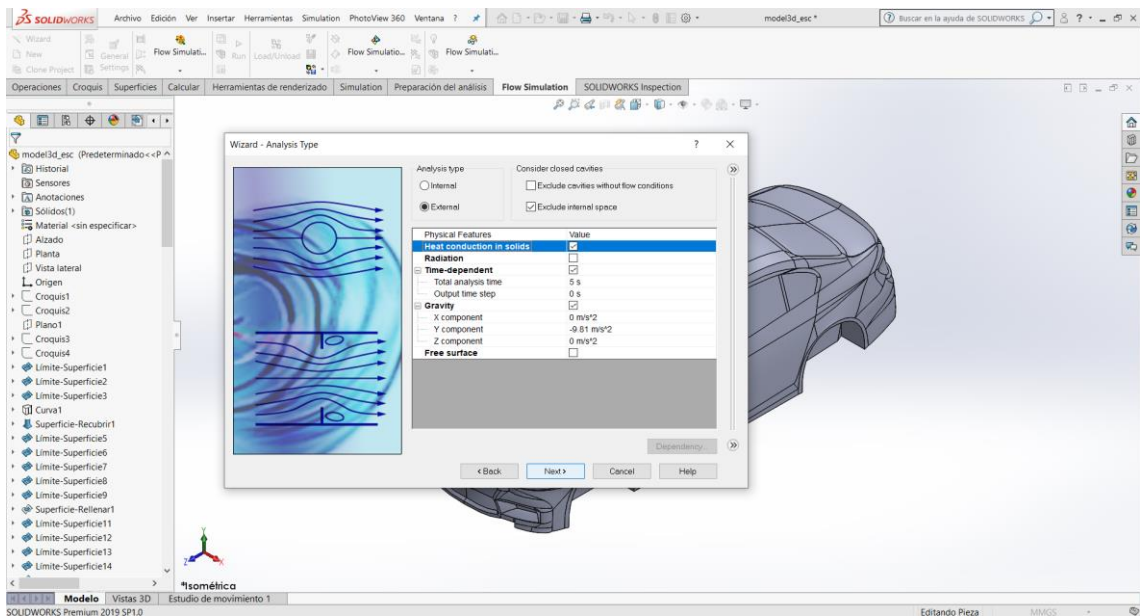 SOLIDWORKS Archivo Edición Ver Insertar Herramientas Simulation PhotoView 360 Ventana ? model3d_esc * Buscar en la ayuda de SOLIDWORKS
Wizard
New
Clone Project
General Settings
Flow Simulati...
Run Load/Unload
Flow Simulatio...
Flow Simulati...
Operaciones Croquis Superficies Calcular Herramientas de renderizado Simulation Preparación del análisis Flow Simulation SOLIDWORKS Inspection
model3d_esc (Predeterminado<<P
Historial
Sensores
Anotaciones
Sólidos(1)
Material <sin especificar>
Alzado
Planta
Vista lateral
Origen
Croquis1
Croquis2
Plano1
Croquis3
Croquis4
Límite-Superficie1
Límite-Superficie2
Límite-Superficie3
Curva1
Superficie-Recubrir1
Límite-Superficie5
Límite-Superficie6
Límite-Superficie7
Límite-Superficie8
Límite-Superficie9
Superficie-Rellenar1
Límite-Superficie11
Límite-Superficie12
Límite-Superficie13
Límite-Superficie14
Wizard - Analysis Type ? ×
Analysis type Consider closed cavities
Internal Exclude cavities without flow conditions
External Exclude internal space
Physical Features Value
Heat conduction in solids
Radiation
Time-dependent
Total analysis time 5 s
Output time step 0 s
Gravity
X component 0 m/s^2
Y component -9.81 m/s^2
Z component 0 m/s^2
Free surface
Dependency...
< Back Next > Cancel Help
Y
Z X
*Isométrica
Modelo Vistas 3D Estudio de movimiento 1
SOLIDWORKS Premium 2019 SP1.0 Editando Pieza MMGS